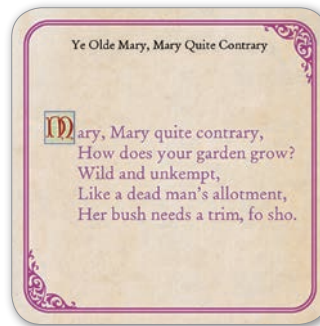 Ye Olde Mary, Mary Quite Contrary
Mary, Mary quite contrary,
How does your garden grow?
Wild and unkempt,
Like a dead man's allotment,
Her bush needs a trim, fo sho.